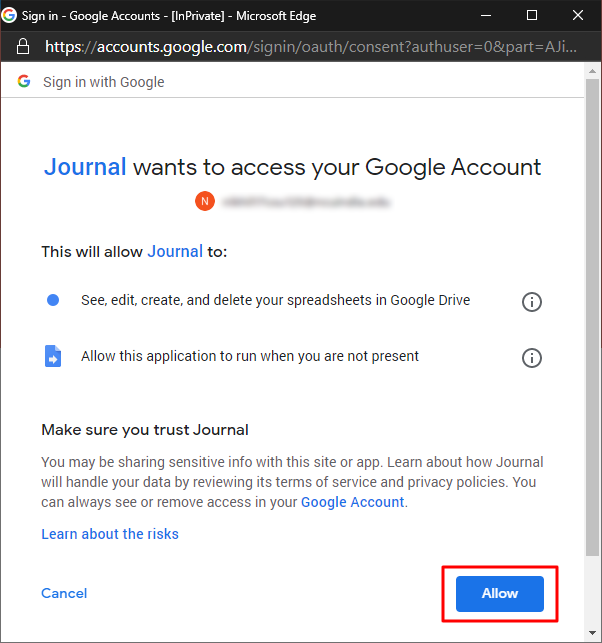 Sign in - Google Accounts - [InPrivate] - Microsoft Edge
https://accounts.google.com/signin/oauth/consent?authuser=0&part=AJi...
Sign in with Google
Journal wants to access your Google Account
N
This will allow Journal to:
See, edit, create, and delete your spreadsheets in Google Drive
Allow this application to run when you are not present
Make sure you trust Journal
You may be sharing sensitive info with this site or app. Learn about how Journal
will handle your data by reviewing its terms of service and privacy policies. You
can always see or remove access in your Google Account.
Learn about the risks
Cancel
Allow